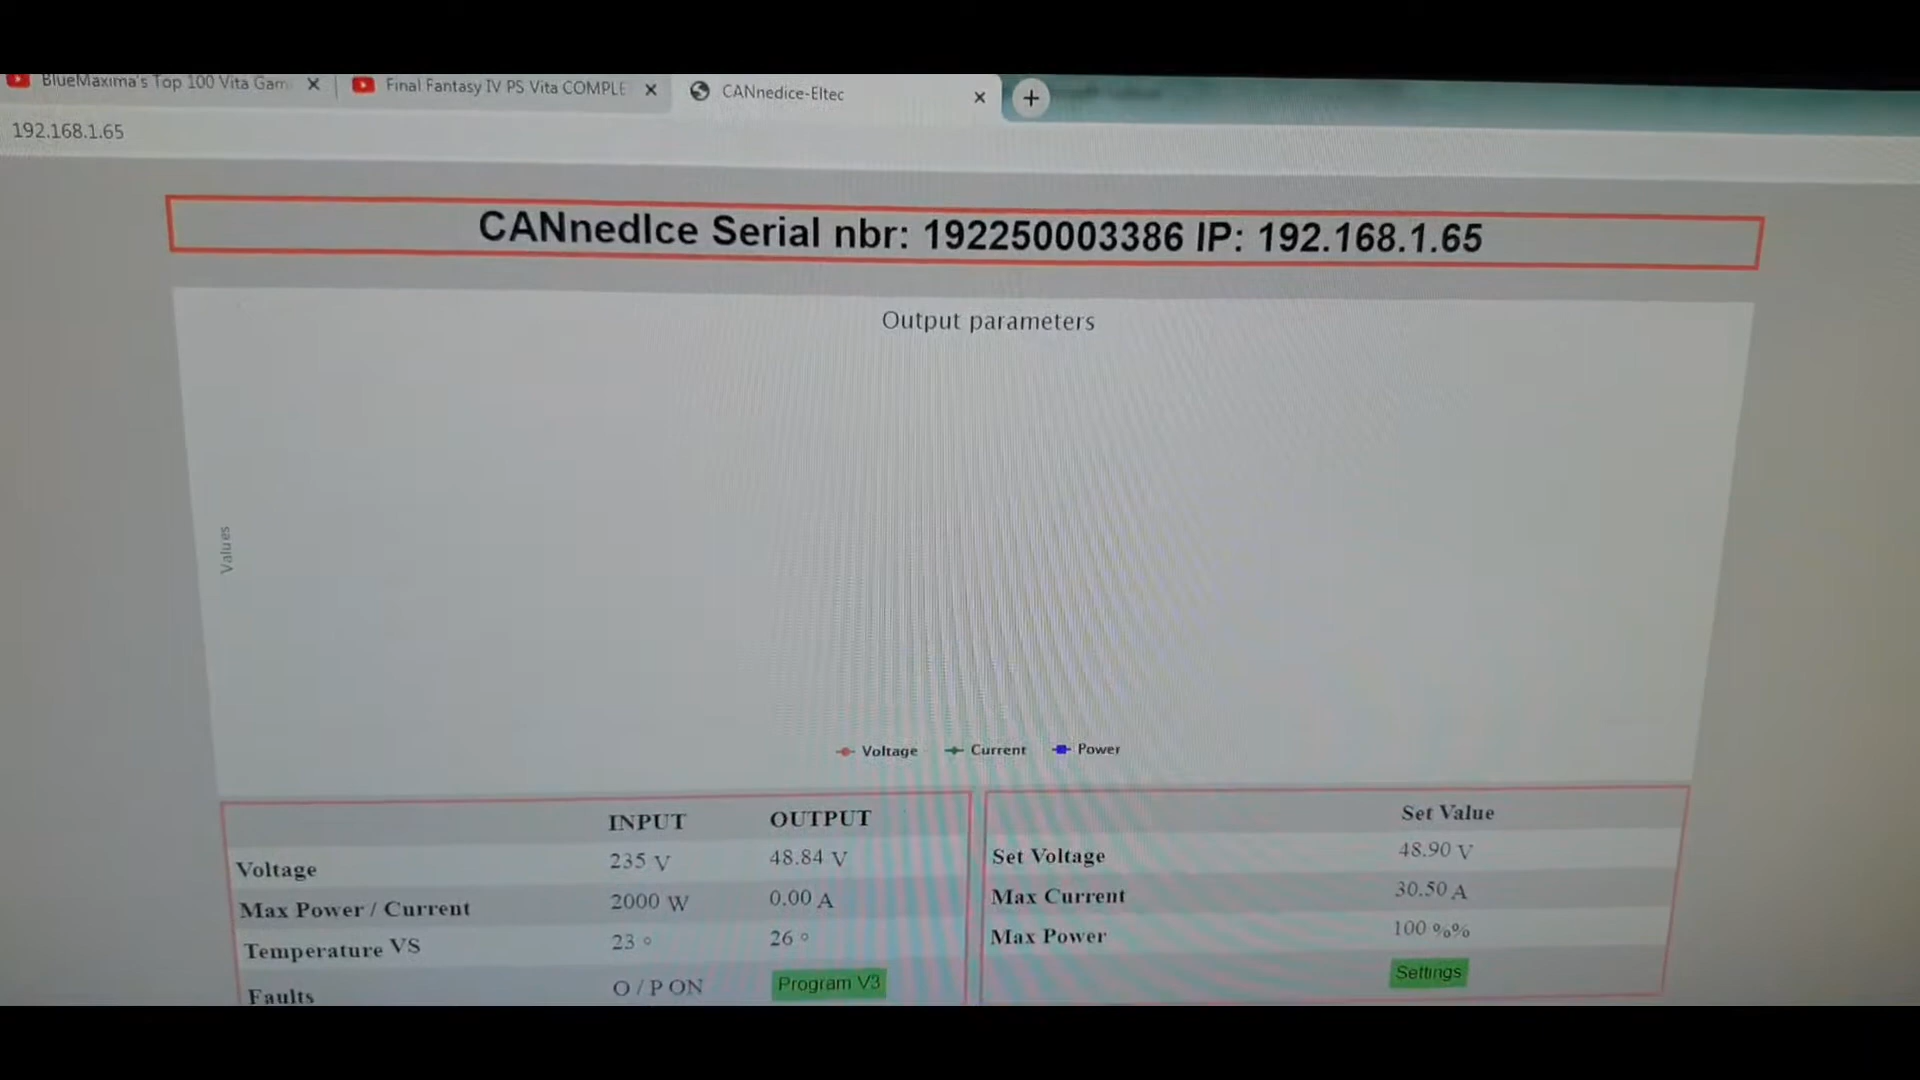 BlueMaxima's Top 100 Vita Gam
Final Fantasy IV PS Vita COMPLE
CANnedice-Eltec
192.168.1.65
CANnedIce Serial nbr: 192250003386 IP: 192.168.1.65
Output parameters
Values
Voltage Current Power
INPUT OUTPUT
Voltage 235 V 48.84 V
Max Power / Current 2000 W 0.00 A
Temperature VS 23 ° 26 °
Faults O / P ON Program V3
Set Value
Set Voltage 48.90 V
Max Current 30.50 A
Max Power 100 %%
Settings